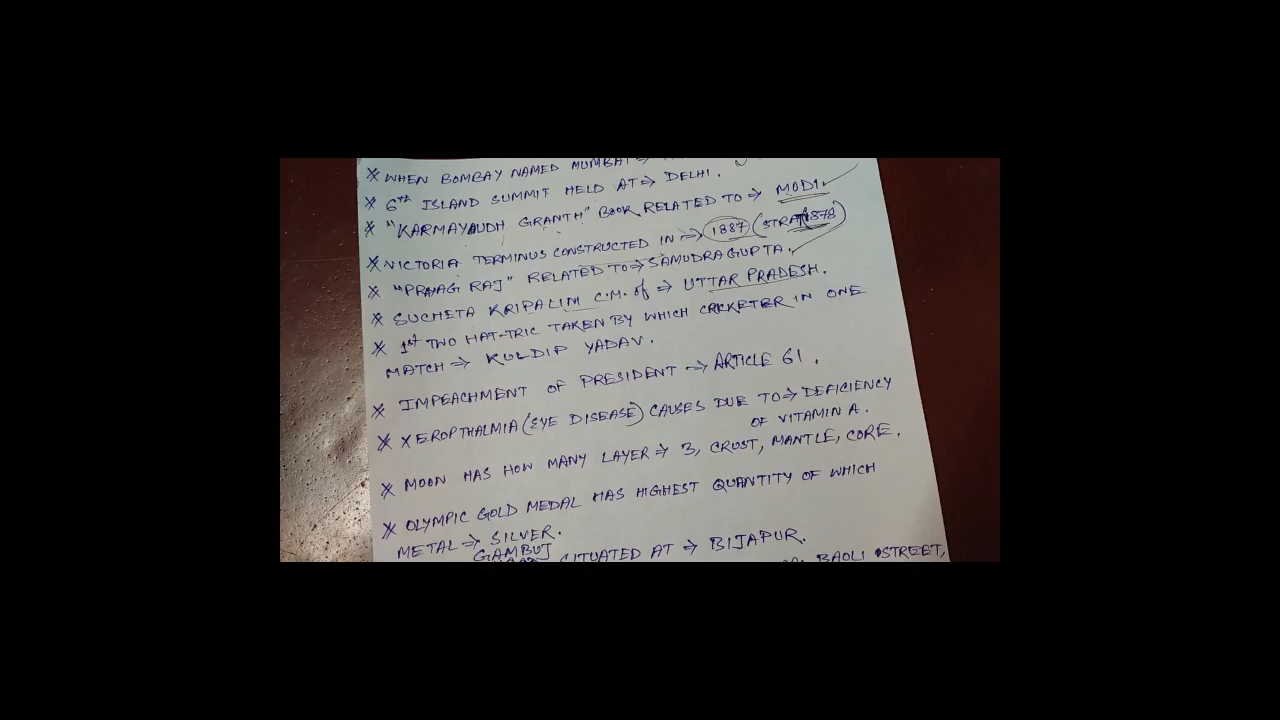 * WHEN BOMBAY NAMED MUMBAI ⇒
* 6th ISLAND SUMMIT HELD AT ⇒ DELHI.
* "KARMAYAUDH GRANTH" BOOK RELATED TO ⇒ MODI.
* VICTORIA TERMINUS CONSTRUCTED IN ⇒ 1887 (STRAT 1878)
* "PRAYAG RAJ" RELATED TO ⇒ SAMUDRAGUPTA.
* SUCHETA KRIPALINI C.M. of ⇒ UTTAR PRADESH.
* 1st TWO HAT-TRIC TAKEN BY WHICH CRICKETER IN ONE
MATCH ⇒ KULDIP YADAV.
* IMPEACHMENT OF PRESIDENT ⇒ ARTICLE 61.
* XEROPTHALMIA (EYE DISEASE) CAUSES DUE TO ⇒ DEFICIENCY
OF VITAMIN A.
* MOON HAS HOW MANY LAYER ⇒ 3, CRUST, MANTLE, CORE.
* OLYMPIC GOLD MEDAL HAS HIGHEST QUANTITY OF WHICH
METAL ⇒ SILVER.
GAMBUJ SITUATED AT ⇒ BIJAPUR.
BAOLI STREET,